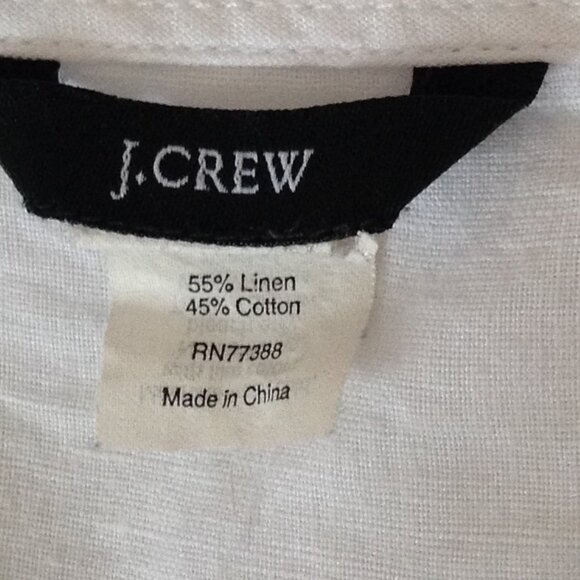 J.CREW
55% Linen
45% Cotton
RN77388
Made in China